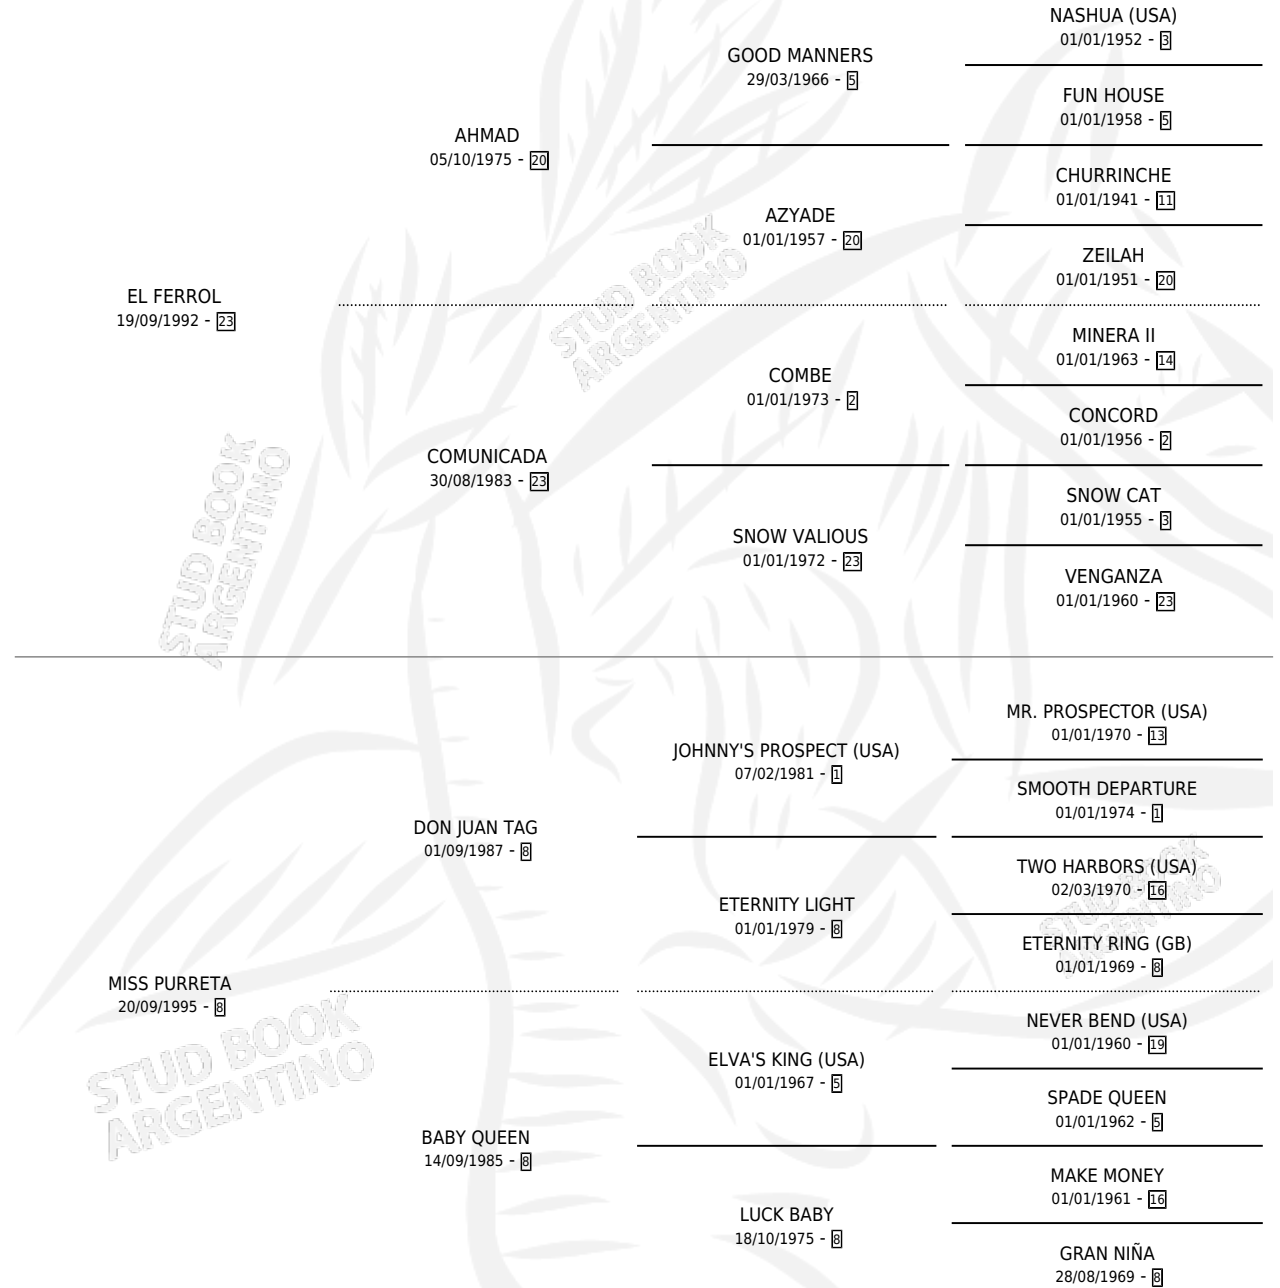 NASHUA (USA)
01/01/1952 - 3
GOOD MANNERS
29/03/1966 - 5
FUN HOUSE
01/01/1958 - 5
AHMAD
05/10/1975 - 20
CHURRINCHE
01/01/1941 - 11
AZYADE
01/01/1957 - 20
ZEILAH
01/01/1951 - 20
EL FERROL
19/09/1992 - 23
MINERA II
01/01/1963 - 14
COMBE
01/01/1973 - 2
CONCORD
01/01/1956 - 2
COMUNICADA
30/08/1983 - 23
SNOW CAT
01/01/1955 - 3
SNOW VALIOUS
01/01/1972 - 23
VENGANZA
01/01/1960 - 23
STUD BOOK
ARGENTINO
STUD BOOK
ARGENTINO
MR. PROSPECTOR (USA)
01/01/1970 - 13
JOHNNY'S PROSPECT (USA)
07/02/1981 - 1
SMOOTH DEPARTURE
01/01/1974 - 1
DON JUAN TAG
01/09/1987 - 8
TWO HARBORS (USA)
02/03/1970 - 16
ETERNITY LIGHT
01/01/1979 - 8
ETERNITY RING (GB)
01/01/1969 - 8
STUD BOOK
ARGENTINO
MISS PURRETA
20/09/1995 - 8
NEVER BEND (USA)
01/01/1960 - 19
ELVA'S KING (USA)
01/01/1967 - 5
SPADE QUEEN
01/01/1962 - 5
BABY QUEEN
14/09/1985 - 8
MAKE MONEY
01/01/1961 - 16
LUCK BABY
18/10/1975 - 8
GRAN NIÑA
28/08/1969 - 8
STUD BOOK
ARGENTINO